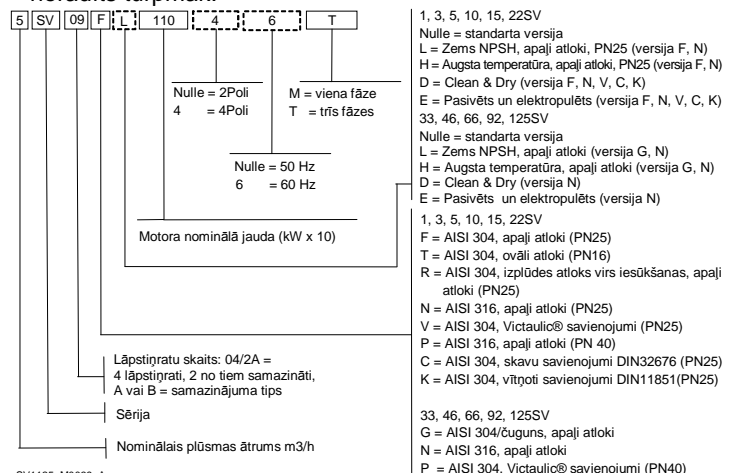 5 SV 09 F L 110 4 6 T
Nulle = 2Poli
4 = 4Poli
M = viena fāze
T = trīs fāzes
Nulle = 50 Hz
6 = 60 Hz
Motora nominālā jauda (kW x 10)
Lāpstiņratu skaits: 04/2A =
4 lāpstiņrati, 2 no tiem samazināti,
A vai B = samazinājuma tips
Sērija
Nominālais plūsmas ātrums m3/h
1, 3, 5, 10, 15, 22SV
Nulle = standarta versija
L = Zems NPSH, apaļi atloki, PN25 (versija F, N)
H = Augsta temperatūra, apaļi atloki, PN25 (versija F, N)
D = Clean & Dry (versija F, N, V, C, K)
E = Pasivēts un elektropulēts (versija F, N, V, C, K)
33, 46, 66, 92, 125SV
Nulle = standarta versija
L = Zems NPSH, apaļi atloki (versija G, N)
H = Augsta temperatūra, apaļi atloki (versija G, N)
D = Clean & Dry (versija N)
E = Pasivēts un elektropulēts (versija N)
1, 3, 5, 10, 15, 22SV
F = AISI 304, apaļi atloki (PN25)
T = AISI 304, ovāli atloki (PN16)
R = AISI 304, izplūdes atloks virs iesūkšanas, apaļi
atloki (PN25)
N = AISI 316, apaļi atloki (PN25)
V = AISI 304, Victaulic® savienojumi (PN25)
P = AISI 316, apaļi atloki (PN 40)
C = AISI 304, skavu savienojumi DIN32676 (PN25)
K = AISI 304, vītņoti savienojumi DIN11851(PN25)
33, 46, 66, 92, 125SV
G = AISI 304/čuguns, apaļi atloki
N = AISI 316, apaļi atloki
P = AISI 304, Victaulic® savienojumi (PN40)